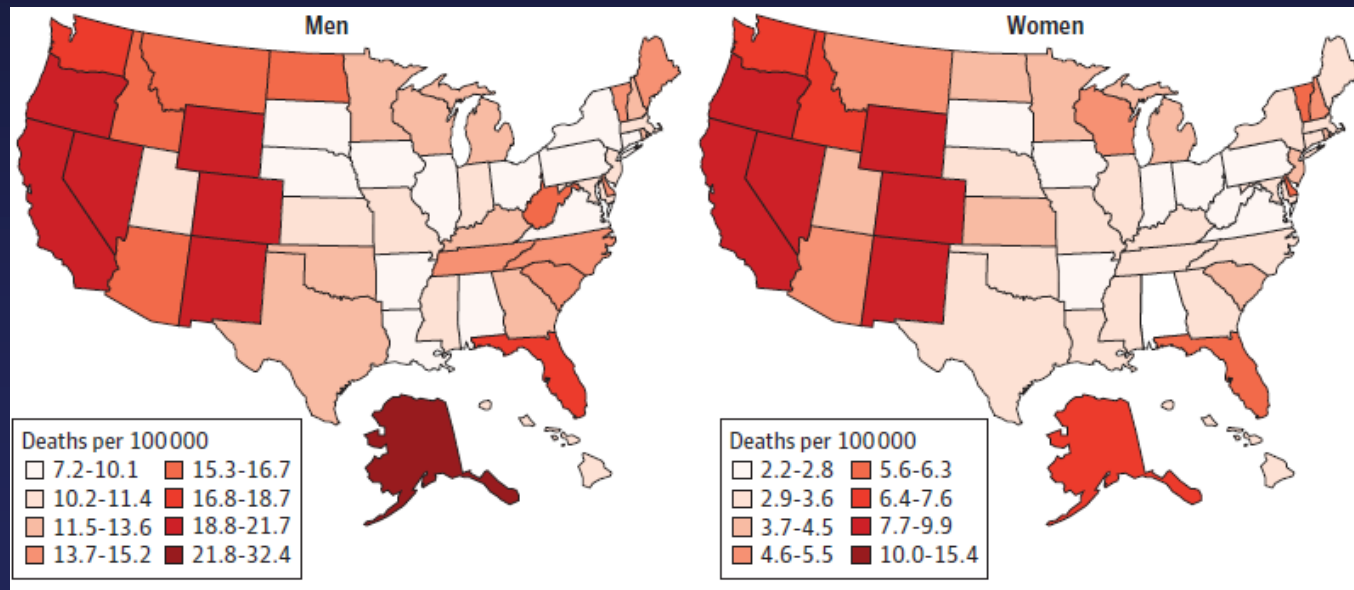 Men
Women
Deaths per 100 000
7.2-10.1 15.3-16.7
10.2-11.4 16.8-18.7
11.5-13.6 18.8-21.7
13.7-15.2 21.8-32.4
Deaths per 100 000
2.2-2.8 5.6-6.3
2.9-3.6 6.4-7.6
3.7-4.5 7.7-9.9
4.6-5.5 10.0-15.4